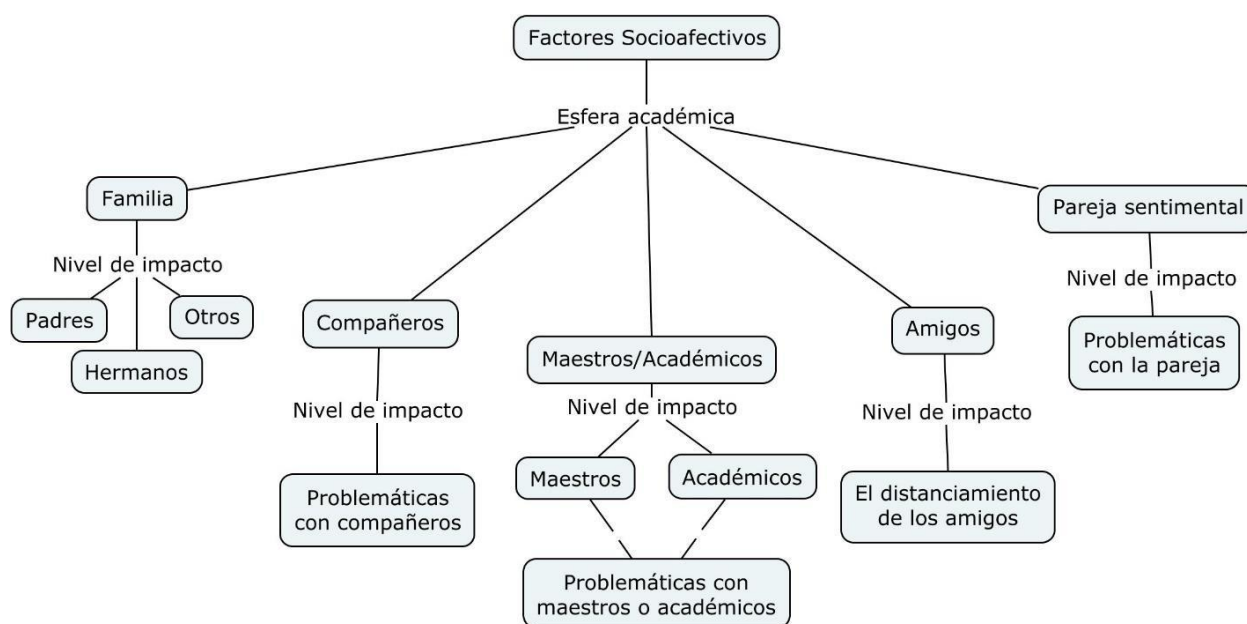 Factores Socioafectivos
Esfera académica
Familia
Nivel de impacto
Padres
Otros
Hermanos
Compañeros
Nivel de impacto
Problemáticas
con compañeros
Maestros/Académicos
Nivel de impacto
Maestros
Académicos
Problemáticas con
maestros o académicos
Amigos
Nivel de impacto
El distanciamiento
de los amigos
Pareja sentimental
Nivel de impacto
Problemáticas
con la pareja